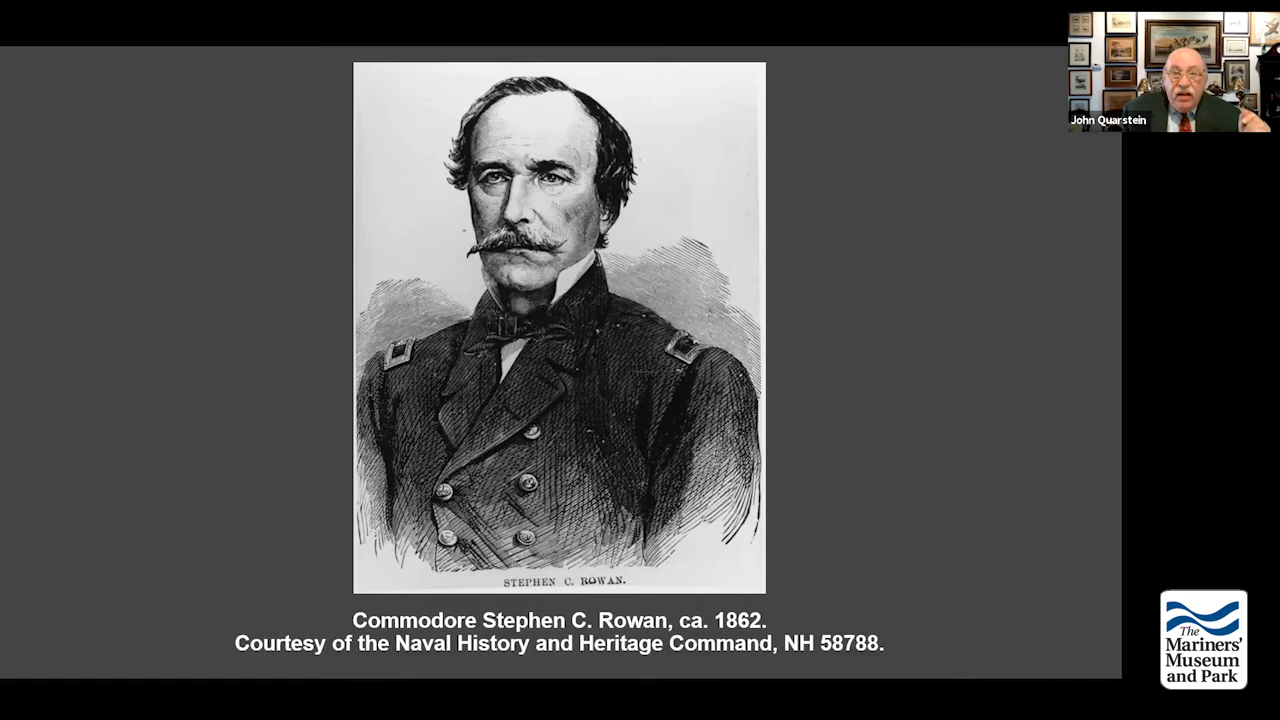 John Quarstein
STEPHEN C. ROWAN.
Commodore Stephen C. Rowan, ca. 1862.
Courtesy of the Naval History and Heritage Command, NH 58788.
The
Mariners'
Museum
and Park